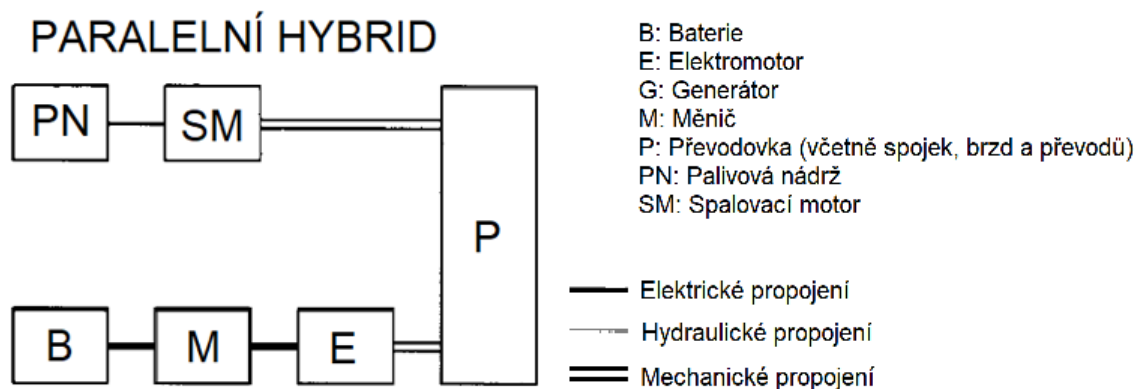 PARALELNÍ HYBRID
PN
SM
P
B
M
E
B: Baterie
E: Elektromotor
G: Generátor
M: Měnič
P: Převodovka (včetně spojek, brzd a převodü)
PN: Palivová nádrž
SM: Spalovací motor
Elektrické propojení
Hydraulické propojení
Mechanické propojení